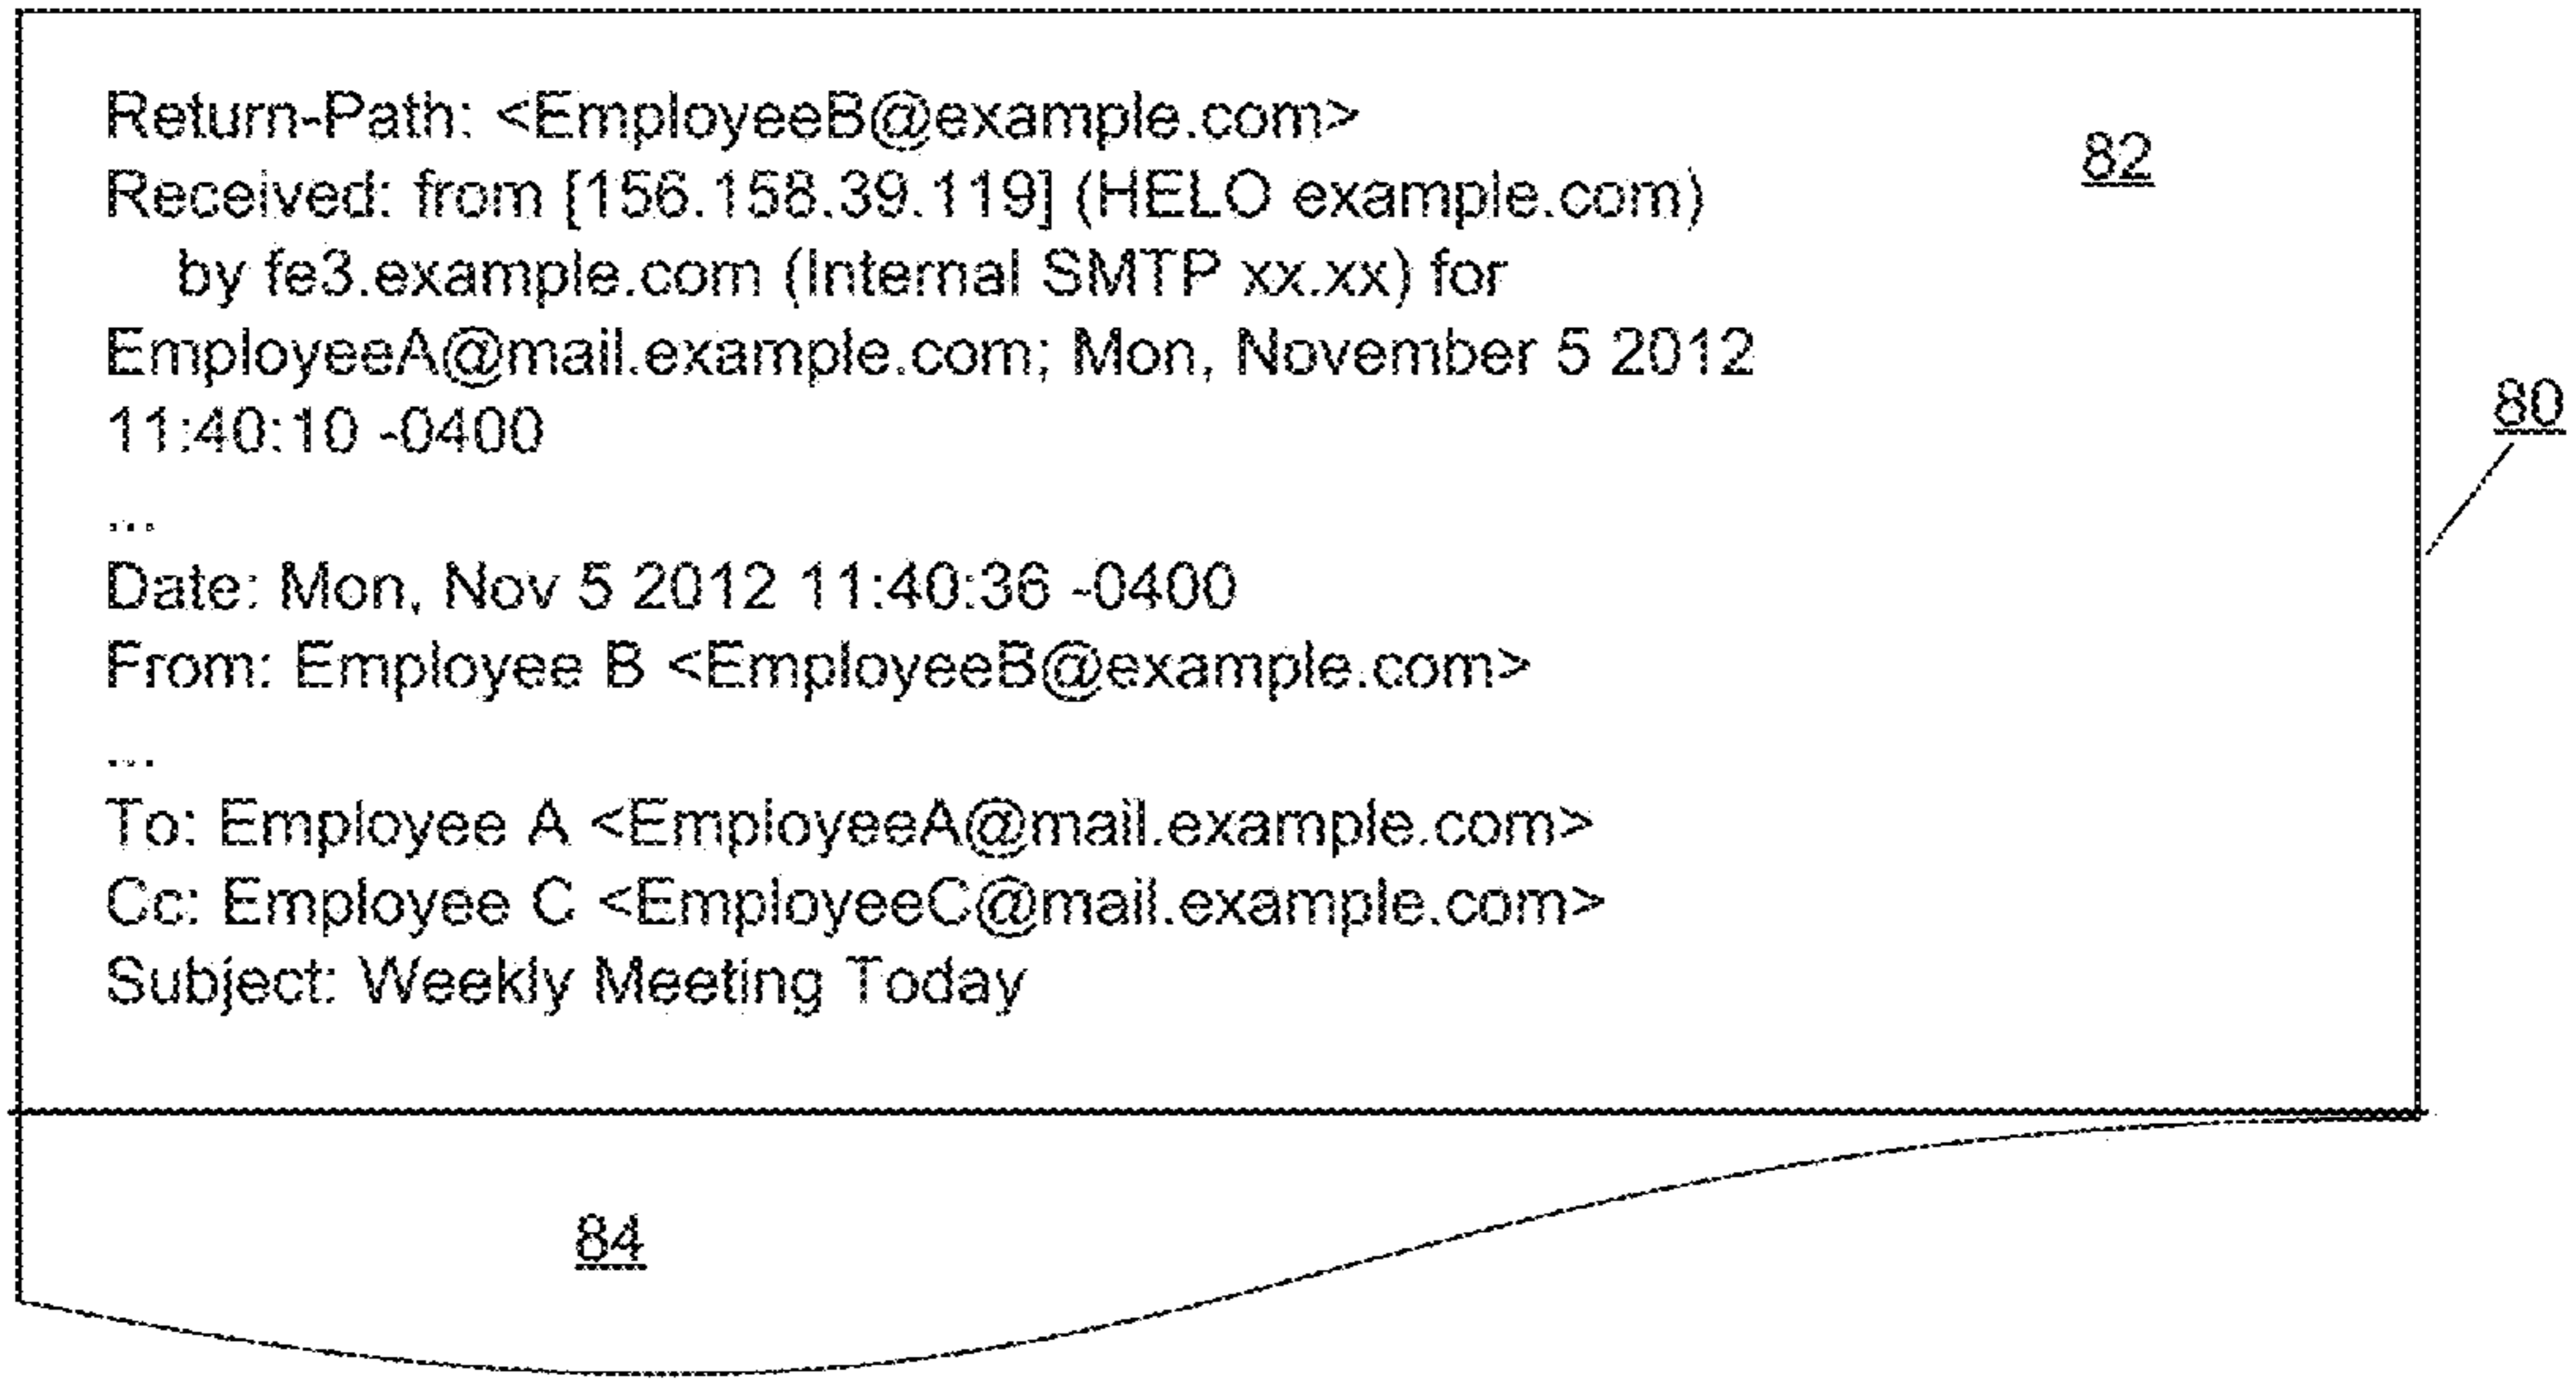 Return-Path: <EmployeeB@example.com>
82
Received: from [156.158.39.119] (HELO example.com)
by fe3.example.com (Internal SMTP xx.xx) for
EmployeeA@mail.example.com; Mon, November 5 2012
80
11:40:10 -0400
...
Date: Mon, Nov 5 2012 11:40:36 -0400
From: Employee B <EmployeeB@example.com>
...
To: Employee A <EmployeeA@mail.example.com>
Cc: Employee C <EmployeeC@mail.example.com>
Subject: Weekly Meeting Today
84